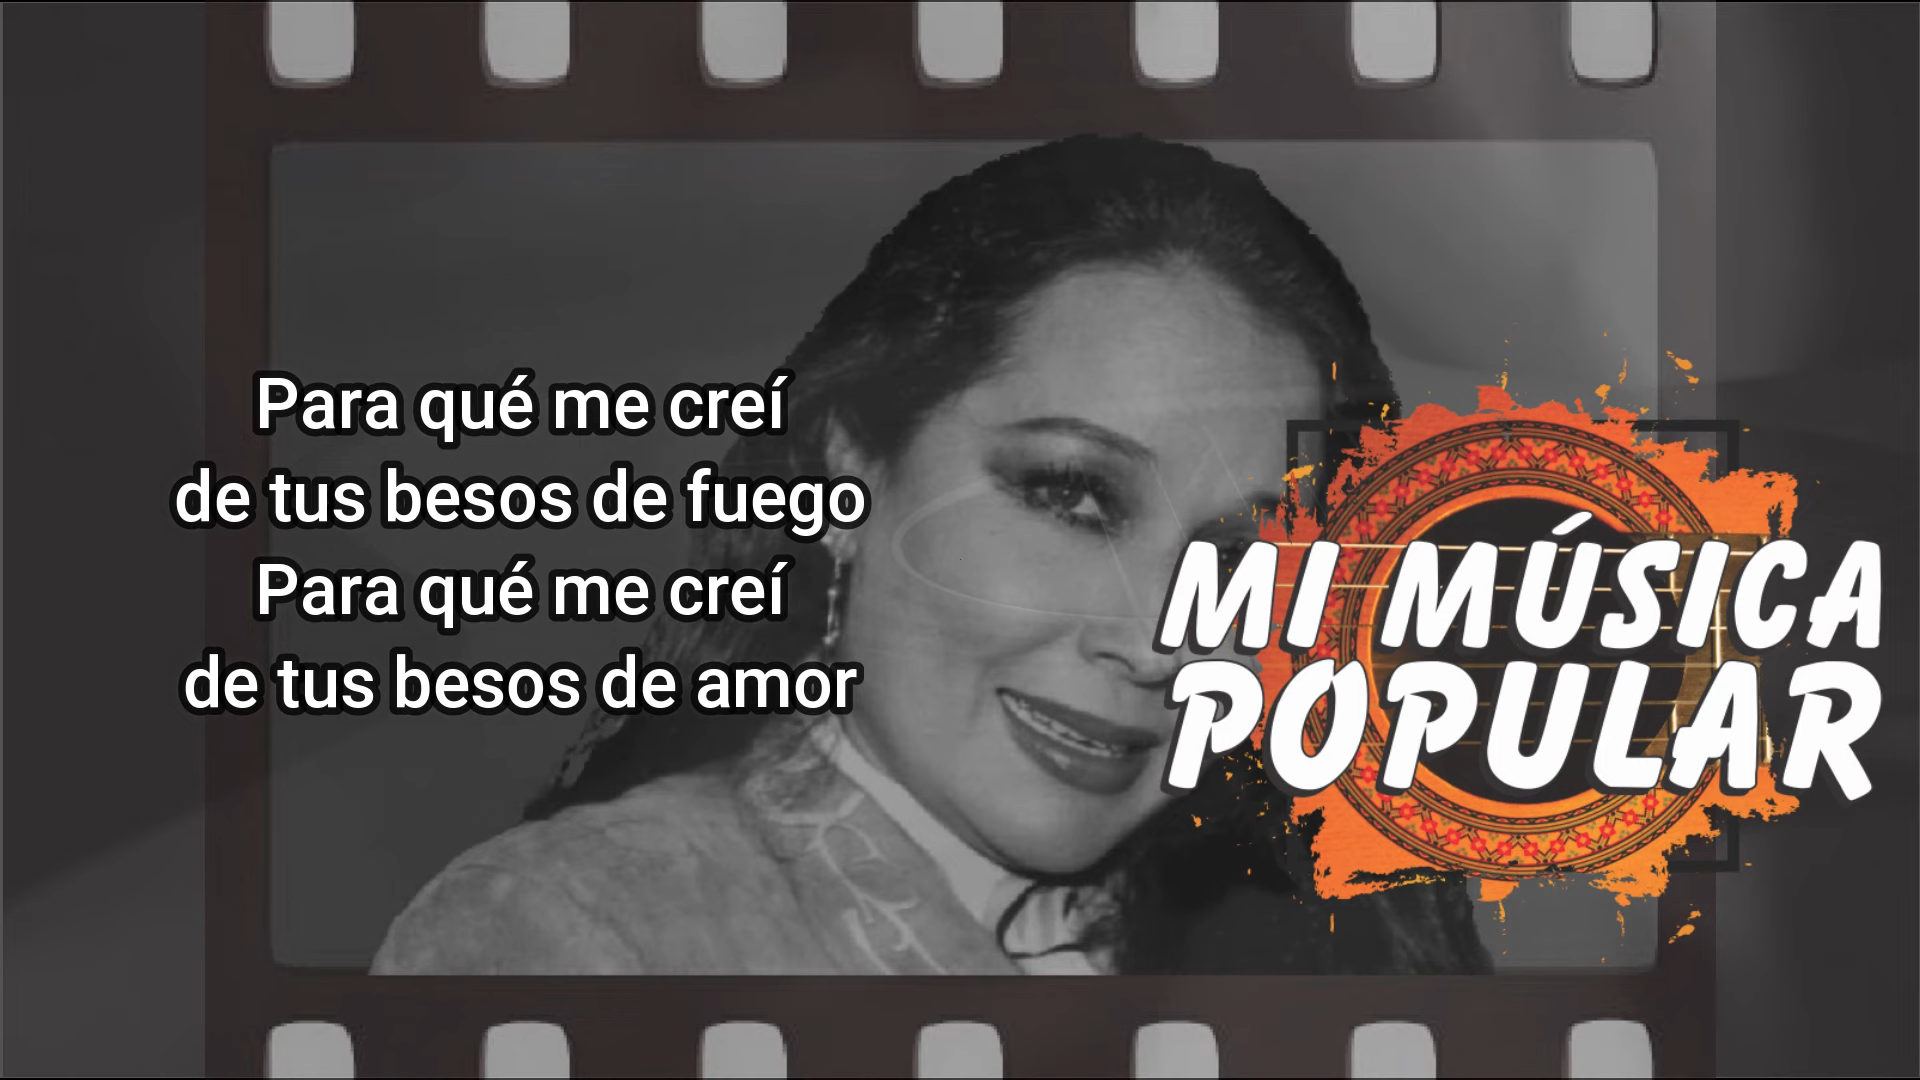 Para qué me creí
de tus besos de fuego
Para qué me creí
de tus besos de amor
MI MÚSICA
POPULAR